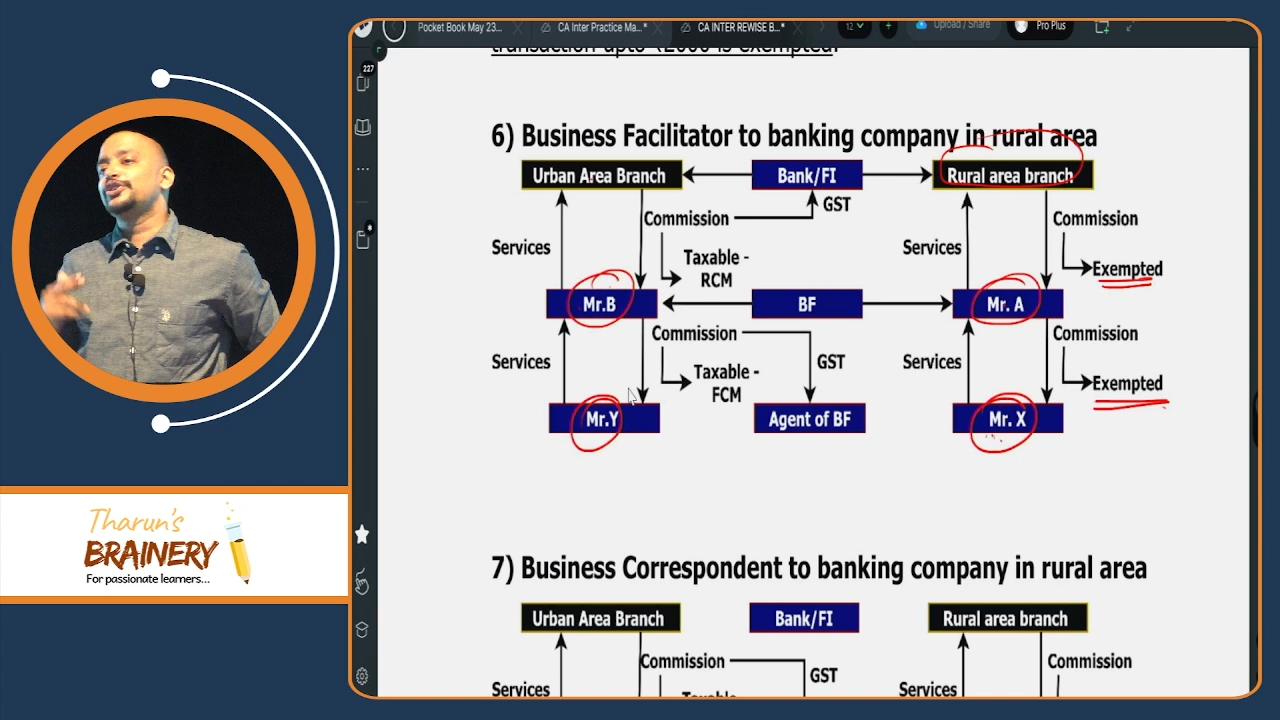 Pocket Book May 23...
CA Inter Practice Ma...*
CA INTER REWISE B...*
12
Upload / Share
Pro Plus
227
transaction upto ₹2000 is exempted.
6) Business Facilitator to banking company in rural area
Urban Area Branch
Bank/FI
Rural area branch
Commission
GST
Commission
Services
Taxable -
RCM
Services
Exempted
Mr.B
BF
Mr. A
Commission
Commission
Services
GST
Services
Taxable -
FCM
Exempted
Mr.Y
Agent of BF
Mr. X
Tharun's
BRAINERY
For passionate learners...
7) Business Correspondent to banking company in rural area
Urban Area Branch
Bank/FI
Rural area branch
Commission
GST
Commission
Services
Taxable
Services